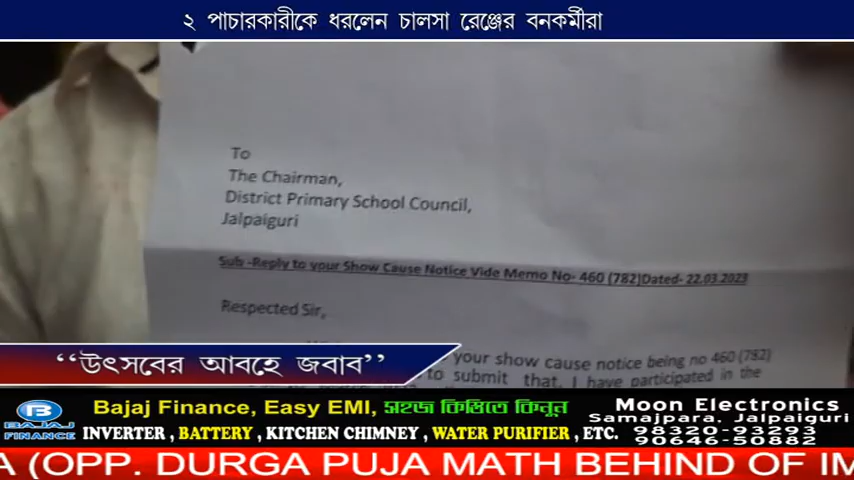 ২ পাচারকারীকে ধরলেন চালসা রেঞ্জের বনকর্মীরা
To
The Chairman,
District Primary School Council,
Jalpaiguri
Sub -Reply to your Show Cause Notice Vide Memo No- 460 (782)Dated- 22.03.2023
Respected Sir,
your show cause notice being no 460 (782)
to submit that, I have participated in the
“উৎসবের আবহে জবাব”
BAJAJ
FINANCE
Bajaj Finance, Easy EMI, সহজ কিস্তিতে কিনুন
INVERTER , BATTERY , KITCHEN CHIMNEY , WATER PURIFIER , ETC.
Moon Electronics
Samajpara, Jalpaiguri
98320-93293
90646-50882
A (OPP. DURGA PUJA MATH BEHIND OF IM